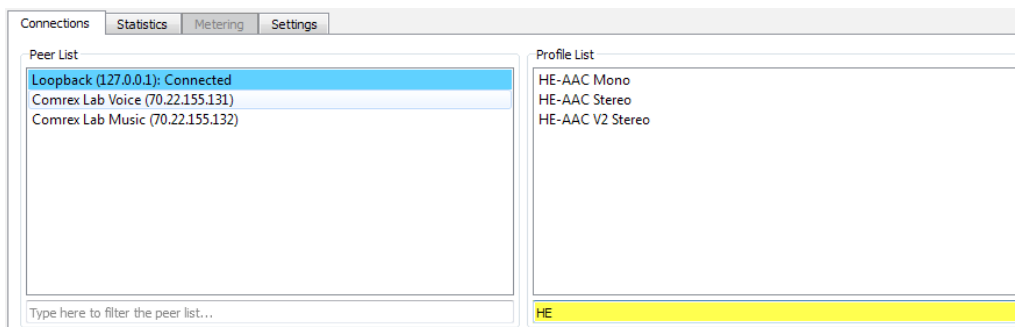 Connections Statistics Metering Settings
Peer List
Loopback (127.0.0.1): Connected
Comrex Lab Voice (70.22.155.131)
Comrex Lab Music (70.22.155.132)
Type here to filter the peer list...
Profile List
HE-AAC Mono
HE-AAC Stereo
HE-AAC V2 Stereo
HE